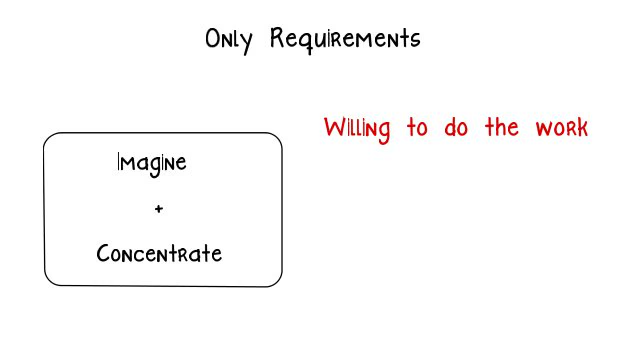 Only Requirements
Willing to do the work
Imagine
+
Concentrate